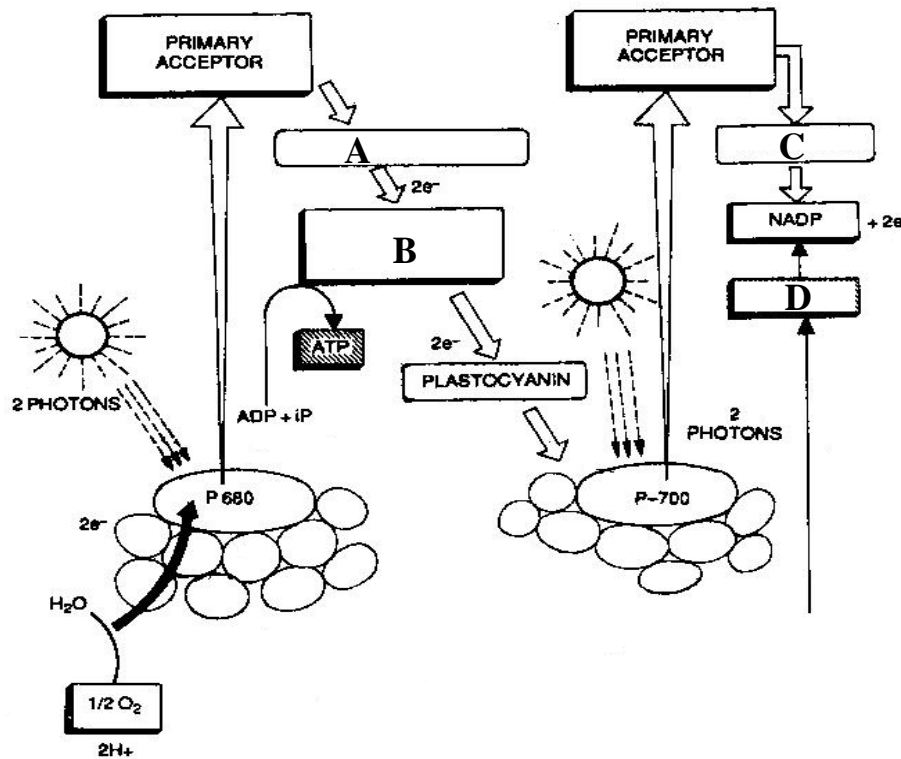 PRIMARY
ACCEPTOR
PRIMARY
ACCEPTOR
A
C
2e⁻
NADP
+ 2e
B
D
ATP
2e⁻
PLASTOCYANIN
2 PHOTONS
ADP + iP
2
PHOTONS
P 680
P-700
2e⁻
H₂O
1/2 O₂
2H+